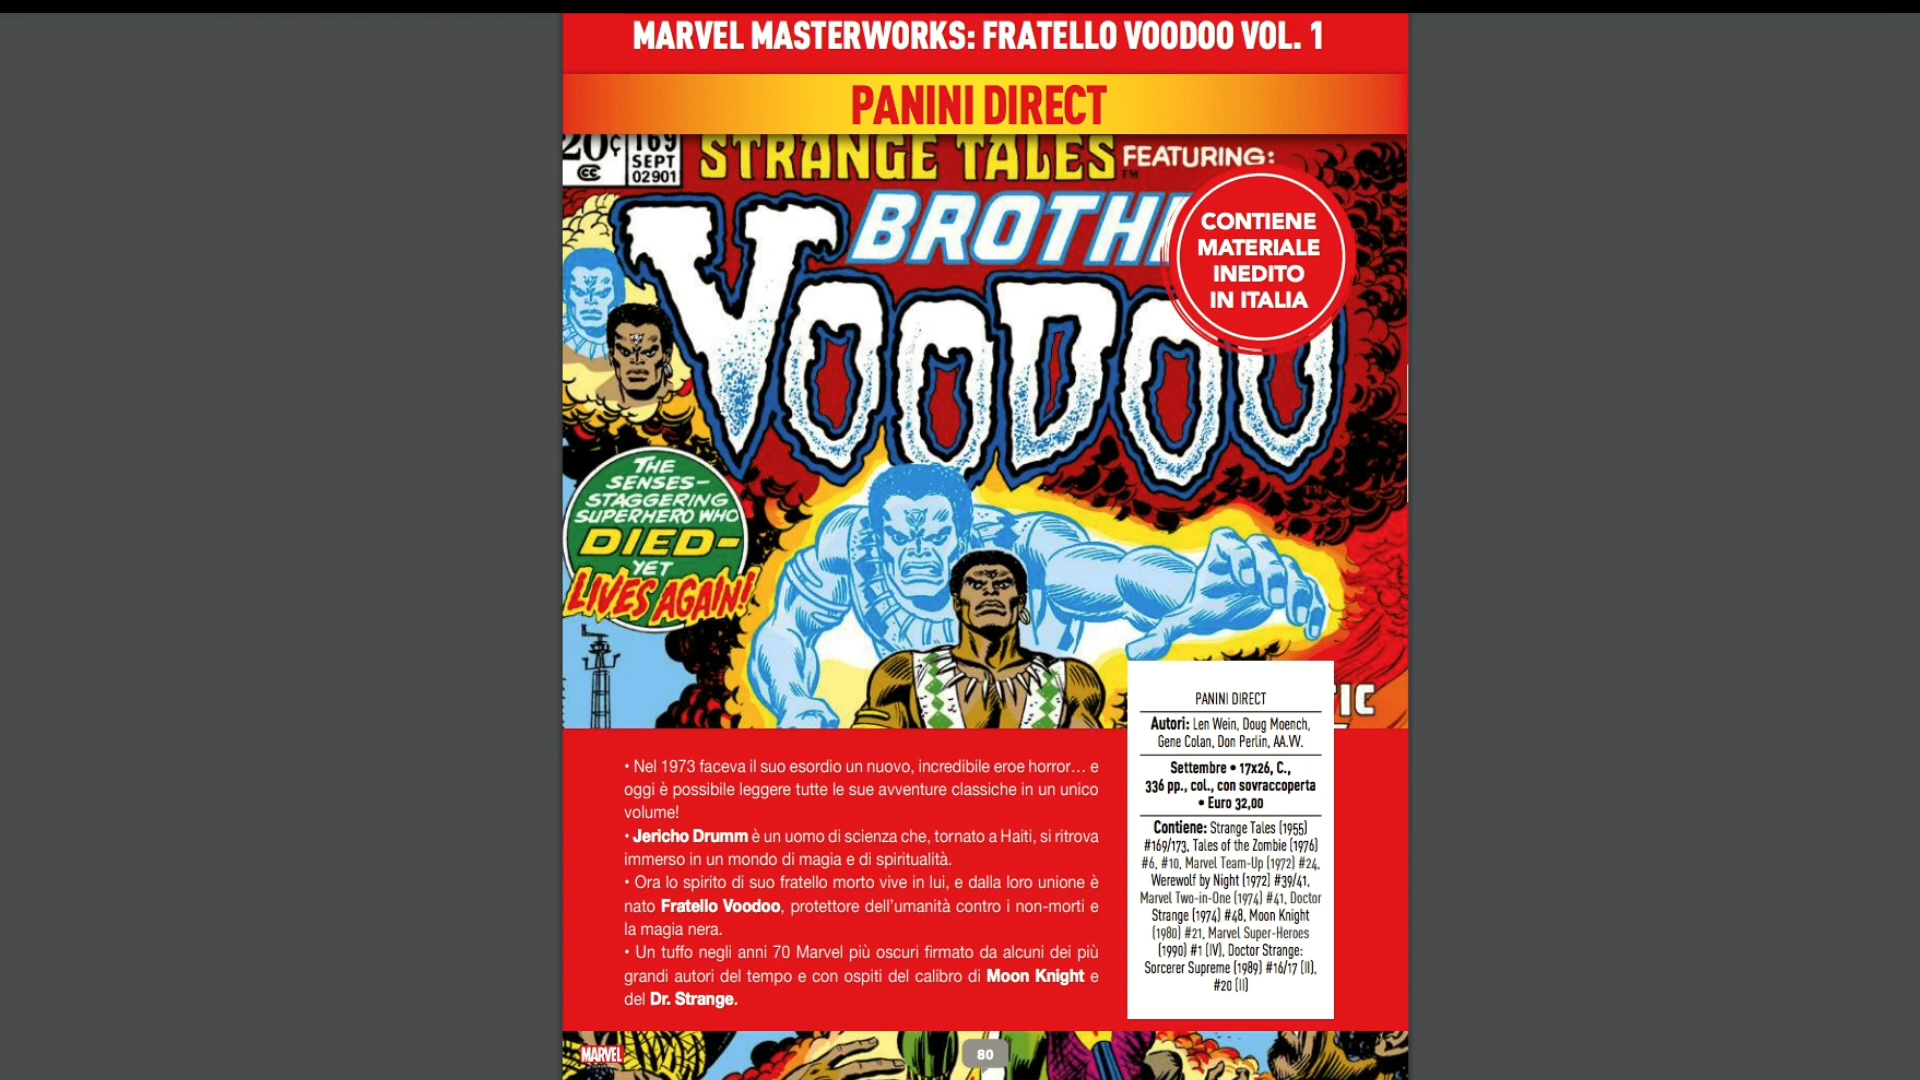 MARVEL MASTERWORKS: FRATELLO VOODOO VOL. 1
PANINI DIRECT
20¢
169
SEPT
02901
CC
STRANGE TALES FEATURING:
TM
BROTH
VOODOO
CONTIENE
MATERIALE
INEDITO
IN ITALIA
THE
SENSES-
STAGGERING
SUPERHERO WHO
DIED-
YET
LIVES AGAIN!
IC
• Nel 1973 faceva il suo esordio un nuovo, incredibile eroe horror… e
oggi è possibile leggere tutte le sue avventure classiche in un unico
volume!
• Jericho Drumm è un uomo di scienza che, tornato a Haiti, si ritrova
immerso in un mondo di magia e di spiritualità.
• Ora lo spirito di suo fratello morto vive in lui, e dalla loro unione è
nato Fratello Voodoo, protettore dell'umanità contro i non-morti e
la magia nera.
• Un tuffo negli anni 70 Marvel più oscuri firmato da alcuni dei più
grandi autori del tempo e con ospiti del calibro di Moon Knight e
del Dr. Strange.
PANINI DIRECT
Autori: Len Wein, Doug Moench,
Gene Colan, Don Perlin, AA.VV.
Settembre • 17x26, C.,
336 pp., col., con sovraccoperta
• Euro 32,00
Contiene: Strange Tales (1955)
#169/173, Tales of the Zombie (1976)
#6, #10, Marvel Team-Up (1972) #24,
Werewolf by Night (1972) #39/41,
Marvel Two-in-One (1974) #41, Doctor
Strange (1974) #48, Moon Knight
(1980) #21, Marvel Super-Heroes
(1990) #1 (IV), Doctor Strange:
Sorcerer Supreme (1989) #16/17 (II),
#20 (II)
MARVEL
80